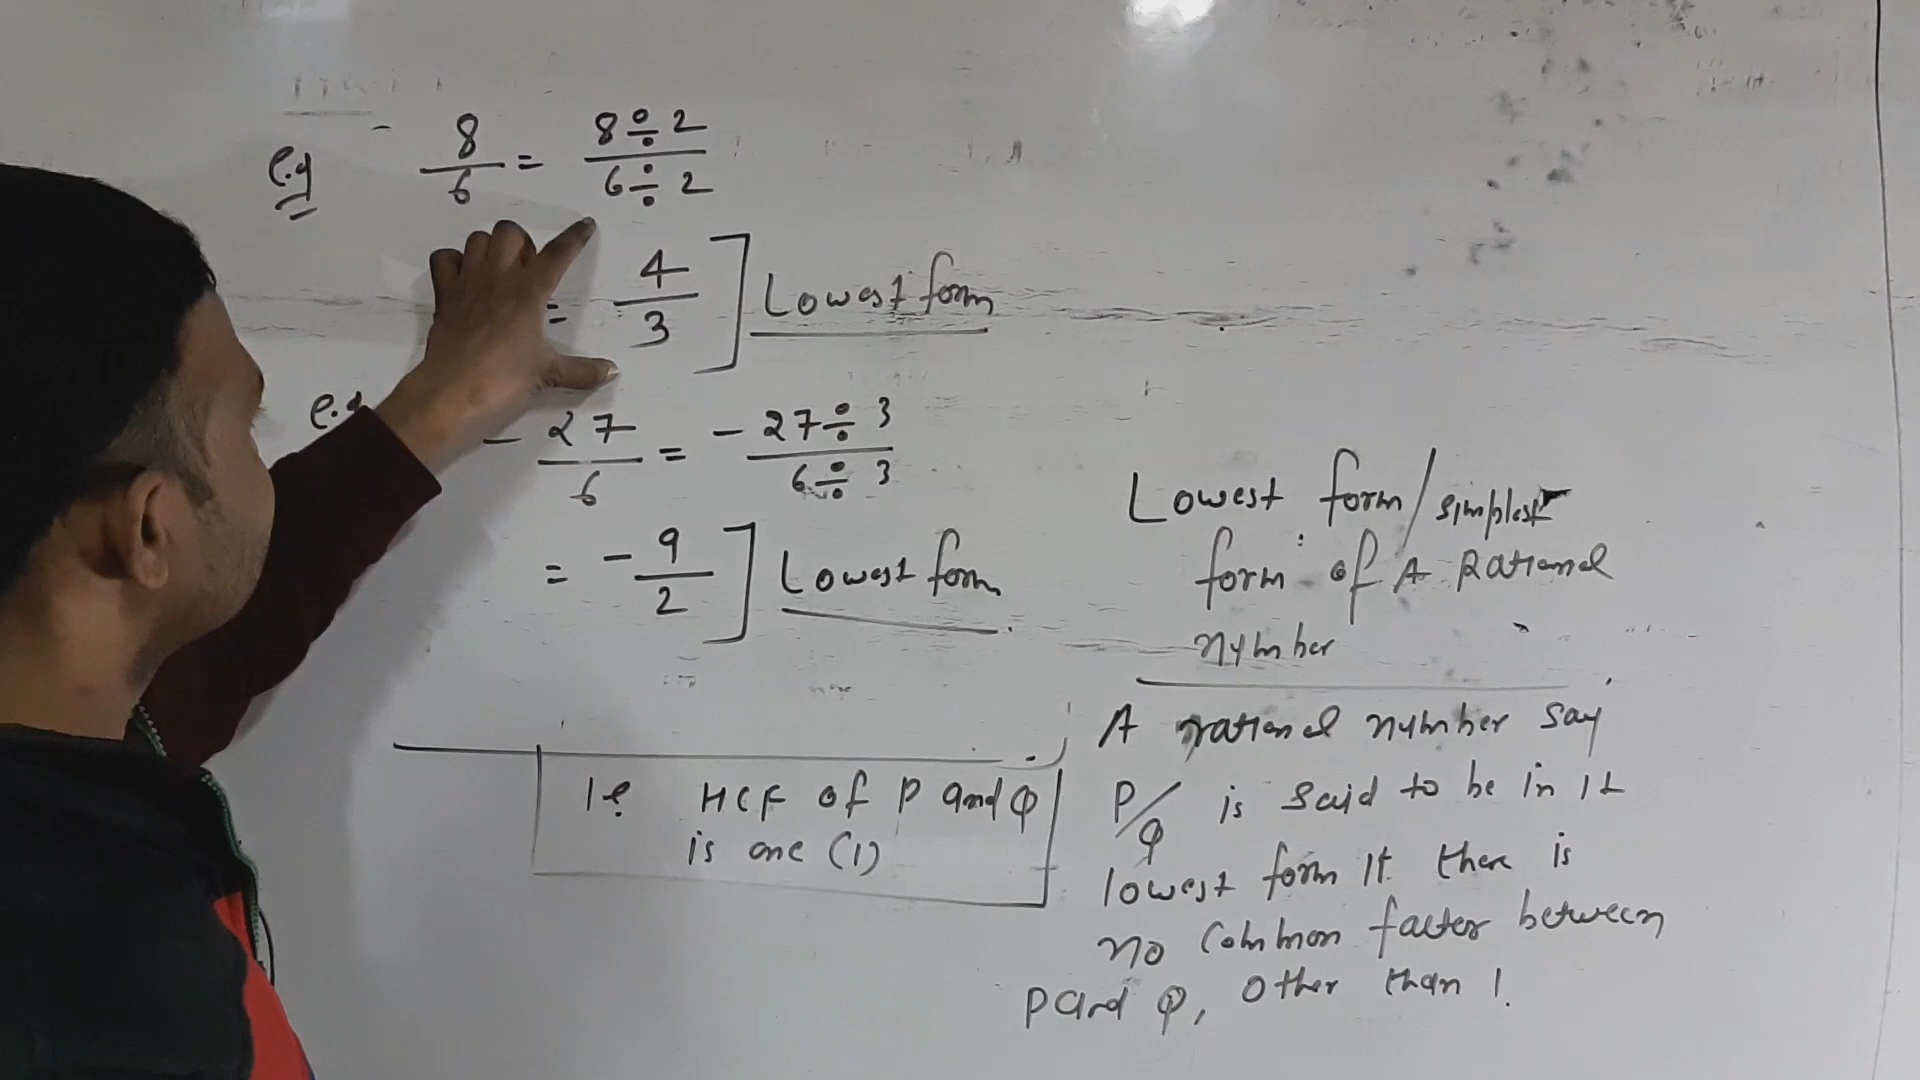 e.g 8/6 = 8÷2/6÷2
= 4/3 ] Lowest form
e.g -27/6 = -27÷3/6÷3
= -9/2 ] Lowest form
Lowest form/simplest
form of A Rational
number
A rational number say
P/Q is said to be in it
lowest form it there is
no common factor between
P and Q, other than 1.
i.e HCF of P and Q
is one (1)